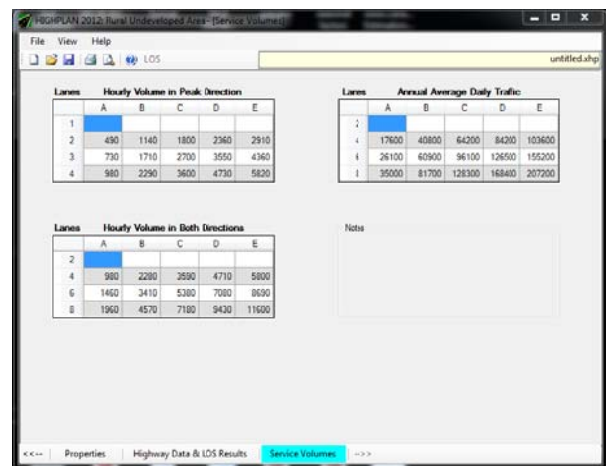 HIGHPLAN 2012: Rural Undeveloped Area- [Service Volumes]
File View Help
LOS
untitled.xhp
Lanes Hourly Volume in Peak Direction
A B C D E
1
2 490 1140 1800 2360 2910
3 730 1710 2700 3550 4360
4 980 2290 3600 4730 5820
Lanes Annual Average Daily Traffic
A B C D E
17600 40800 64200 84200 103600
26100 60900 96100 126500 155200
35000 81700 128300 168400 207200
Lanes Hourly Volume in Both Directions
A B C D E
2
4 980 2280 3590 4710 5800
6 1460 3410 5380 7080 8690
8 1960 4570 7180 9430 11600
Notes
<<-- Properties Highway Data & LOS Results Service Volumes -->>